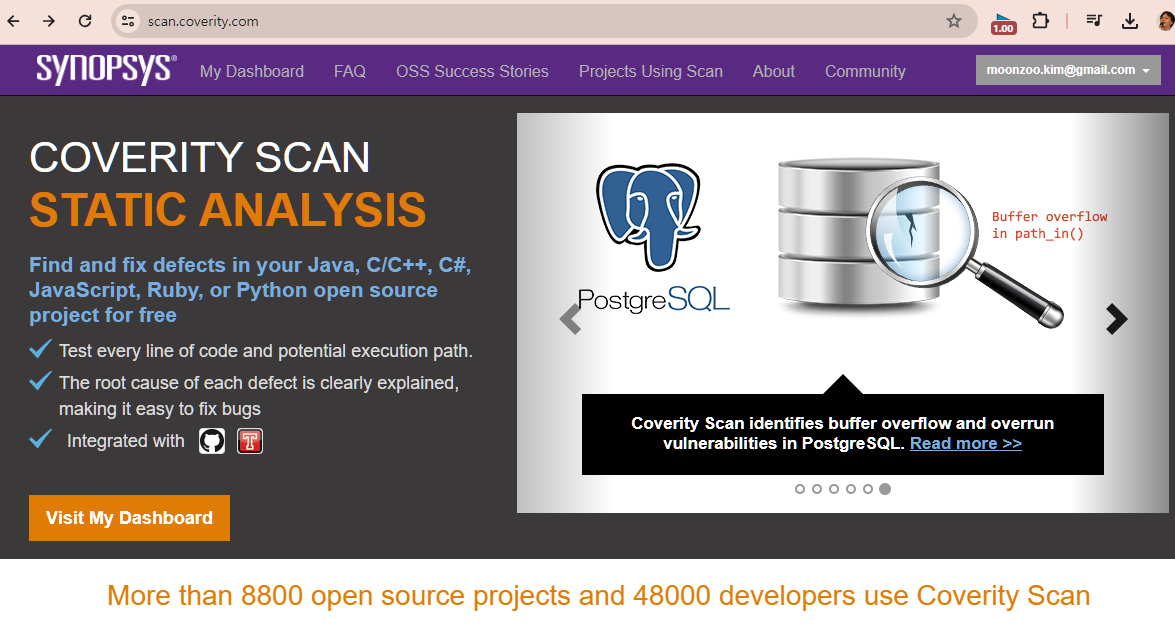 scan.coverity.com
1.00
SYNOPSYS®
My Dashboard FAQ OSS Success Stories Projects Using Scan About Community
moonzoo.kim@gmail.com
COVERITY SCAN
STATIC ANALYSIS
Find and fix defects in your Java, C/C++, C#,
JavaScript, Ruby, or Python open source
project for free
Test every line of code and potential execution path.
The root cause of each defect is clearly explained,
making it easy to fix bugs
Integrated with
T
Visit My Dashboard
PostgreSQL
Buffer overflow
in path_in()
Coverity Scan identifies buffer overflow and overrun
vulnerabilities in PostgreSQL. Read more >>
More than 8800 open source projects and 48000 developers use Coverity Scan